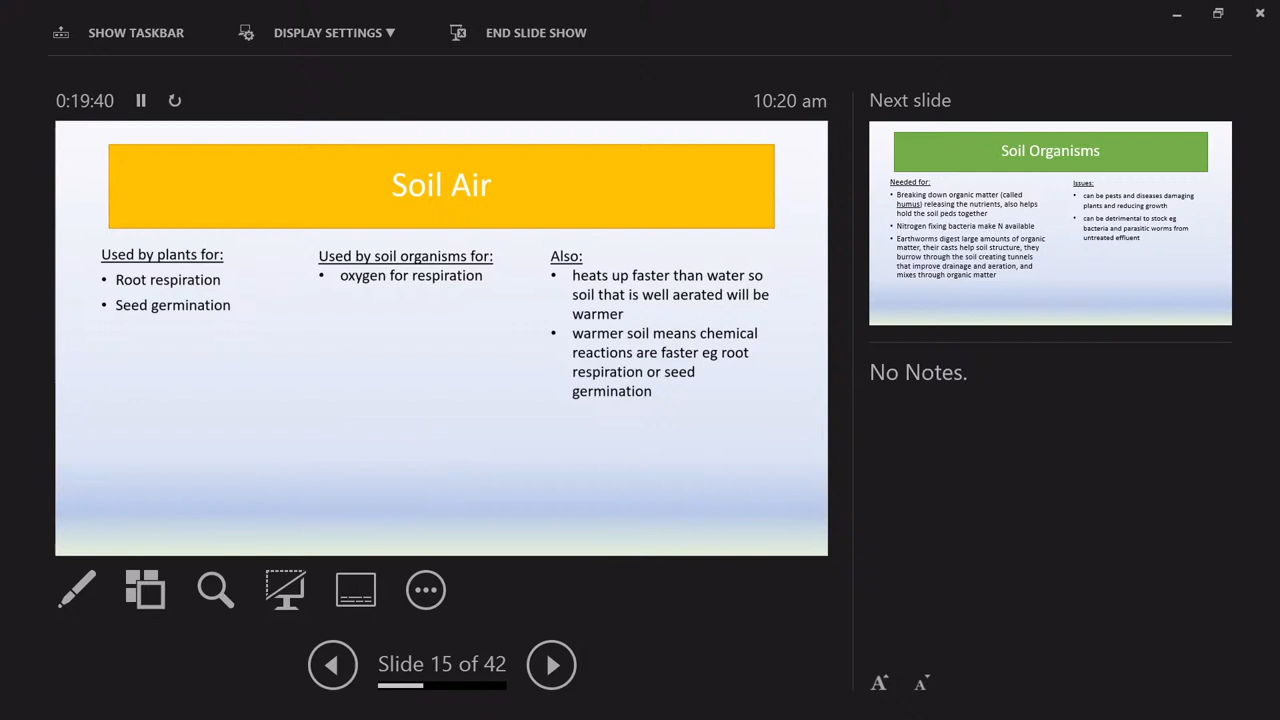 SHOW TASKBAR
DISPLAY SETTINGS ▼
END SLIDE SHOW
0:19:40
10:20 am
Next slide
Soil Air
Used by plants for:
• Root respiration
• Seed germination
Used by soil organisms for:
• oxygen for respiration
Also:
• heats up faster than water so
soil that is well aerated will be
warmer
• warmer soil means chemical
reactions are faster eg root
respiration or seed
germination
Soil Organisms
Needed for:
• Breaking down organic matter (called
humus) releasing the nutrients, also helps
hold the soil peds together
• Nitrogen fixing bacteria make N available
• Earthworms digest large amounts of organic
matter, their casts help soil structure, they
burrow through the soil creating tunnels
that improve drainage and aeration, and
mixes through organic matter
Issues:
• can be pests and diseases damaging
plants and reducing growth
• can be detrimental to stock eg
bacteria and parasitic worms from
untreated effluent
No Notes.
Slide 15 of 42
A A